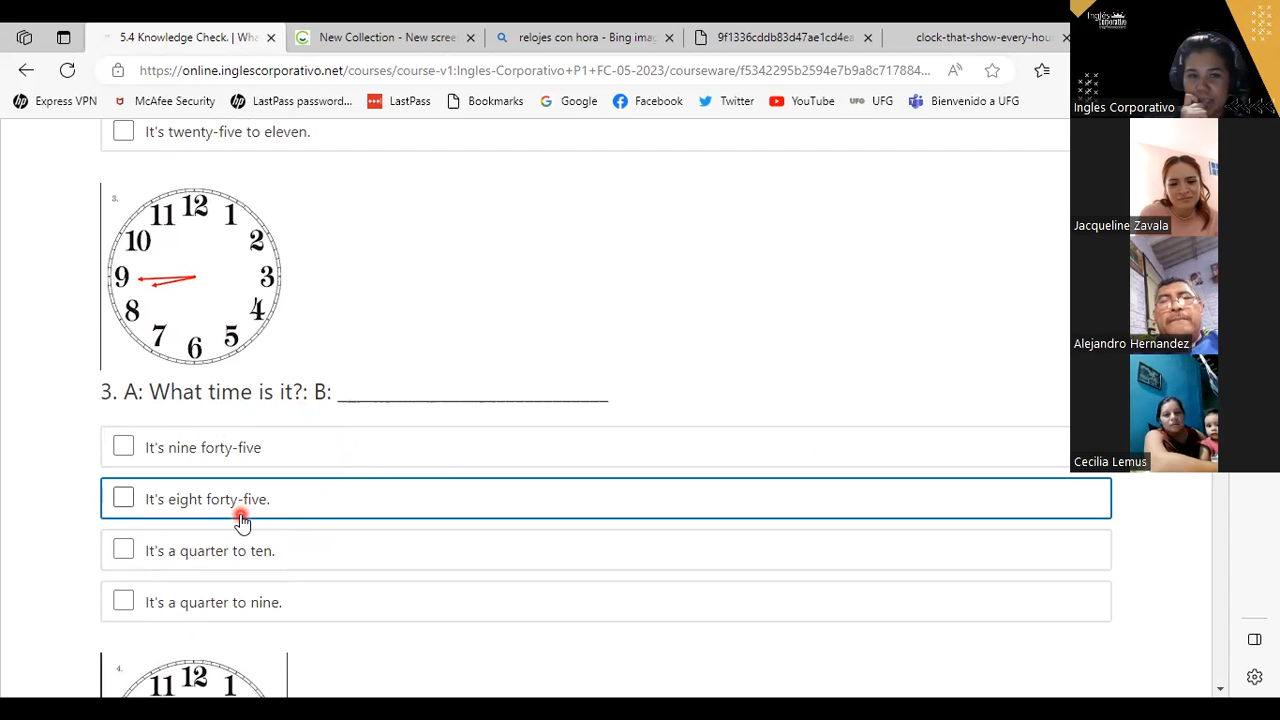 5.4 Knowledge Check. | Wha
New Collection - New scree
relojes con hora - Bing imag
9f1336cddb83d47ae1cd4ea
clock-that-show-every-hou
https://online.inglescorporativo.net/courses/course-v1:Ingles-Corporativo+P1+FC-05-2023/courseware/f5342295b2594e7b9a8c717884...
Express VPN
McAfee Security
LastPass password...
LastPass
Bookmarks
Google
Facebook
Twitter
YouTube
UFG
UFG
Bienvenido a UFG
It's twenty-five to eleven.
3.
12
1
2
3
4
5
6
7
8
9
10
11
3. A: What time is it?: B: ___________________________
It's nine forty-five
It's eight forty-five.
It's a quarter to ten.
It's a quarter to nine.
4.
11
12
1
Inglés
Corporativo
Ingles Corporativo
Jacqueline Zavala
Alejandro Hernandez
Cecilia Lemus